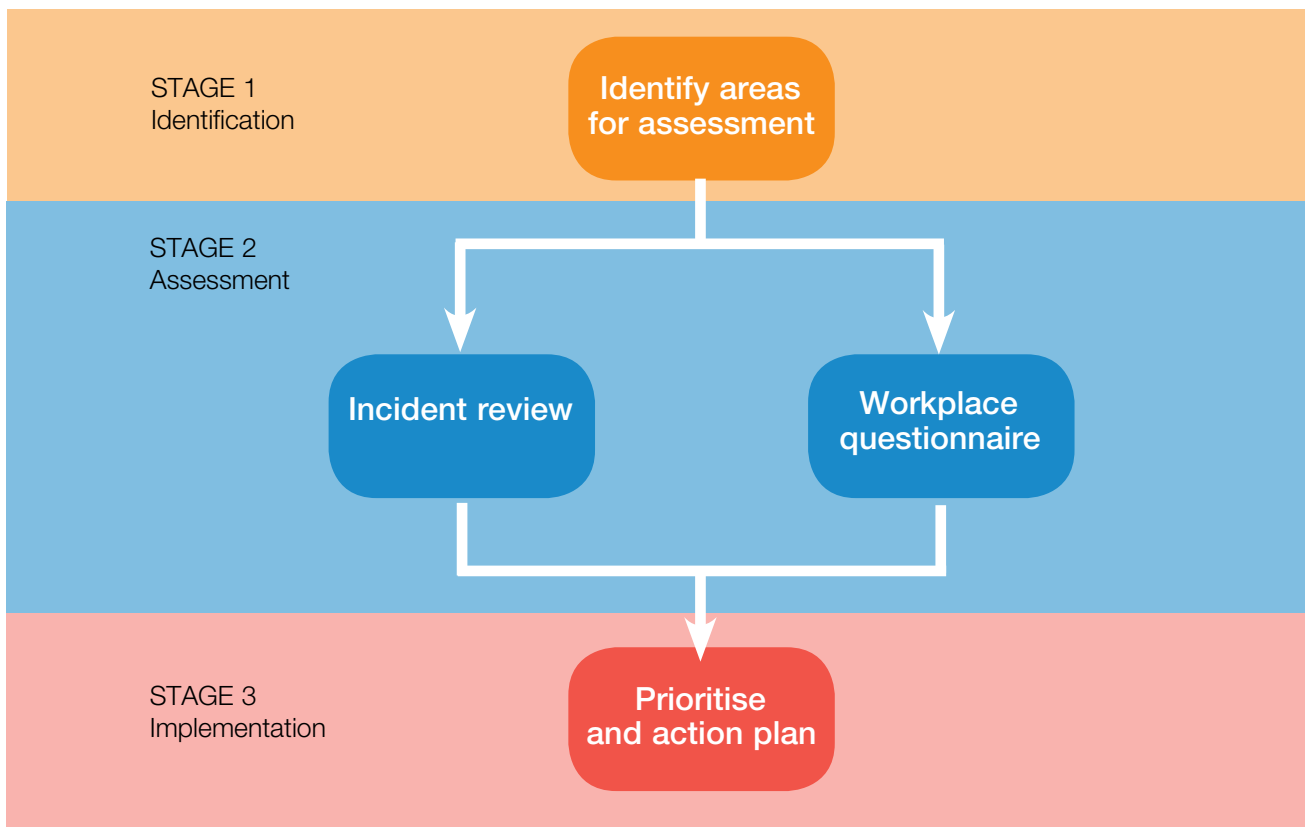 STAGE 1
Identification
Identify areas
for assessment
STAGE 2
Assessment
Incident review
Workplace
questionnaire
STAGE 3
Implementation
Prioritise
and action plan